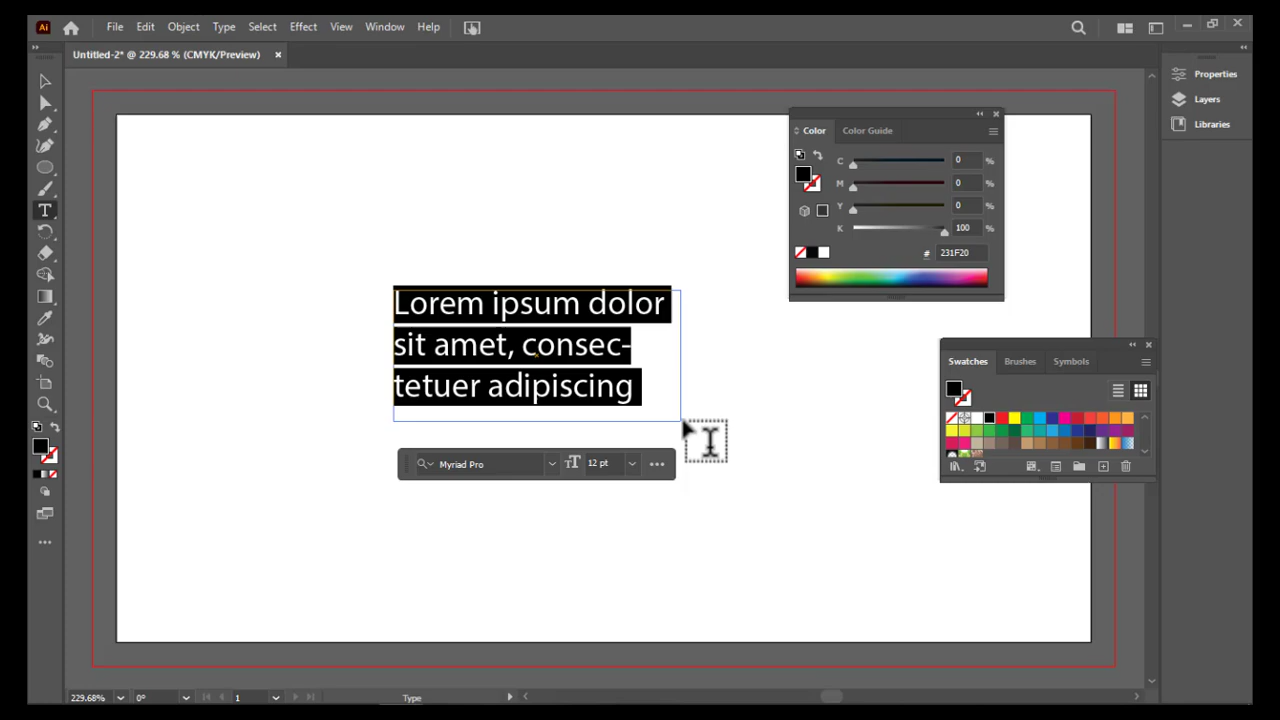 Ai File Edit Object Type Select Effect View Window Help
Untitled-2* @ 229.68 % (CMYK/Preview)
Properties
Layers
Libraries
Color Color Guide
C 0 %
M 0 %
Y 0 %
K 100 %
# 231F20
Lorem ipsum dolor
sit amet, consec-
tetuer adipiscing
Swatches Brushes Symbols
Myriad Pro 12 pt
229.68% 0° 1 Type